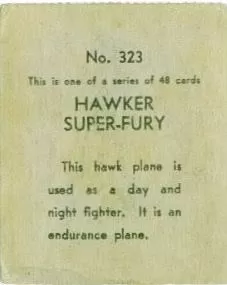 No. 323
This is one of a series of 48 cards
HAWKER
SUPER-FURY
This hawk plane is
used as a day and
night fighter. It is an
endurance plane.